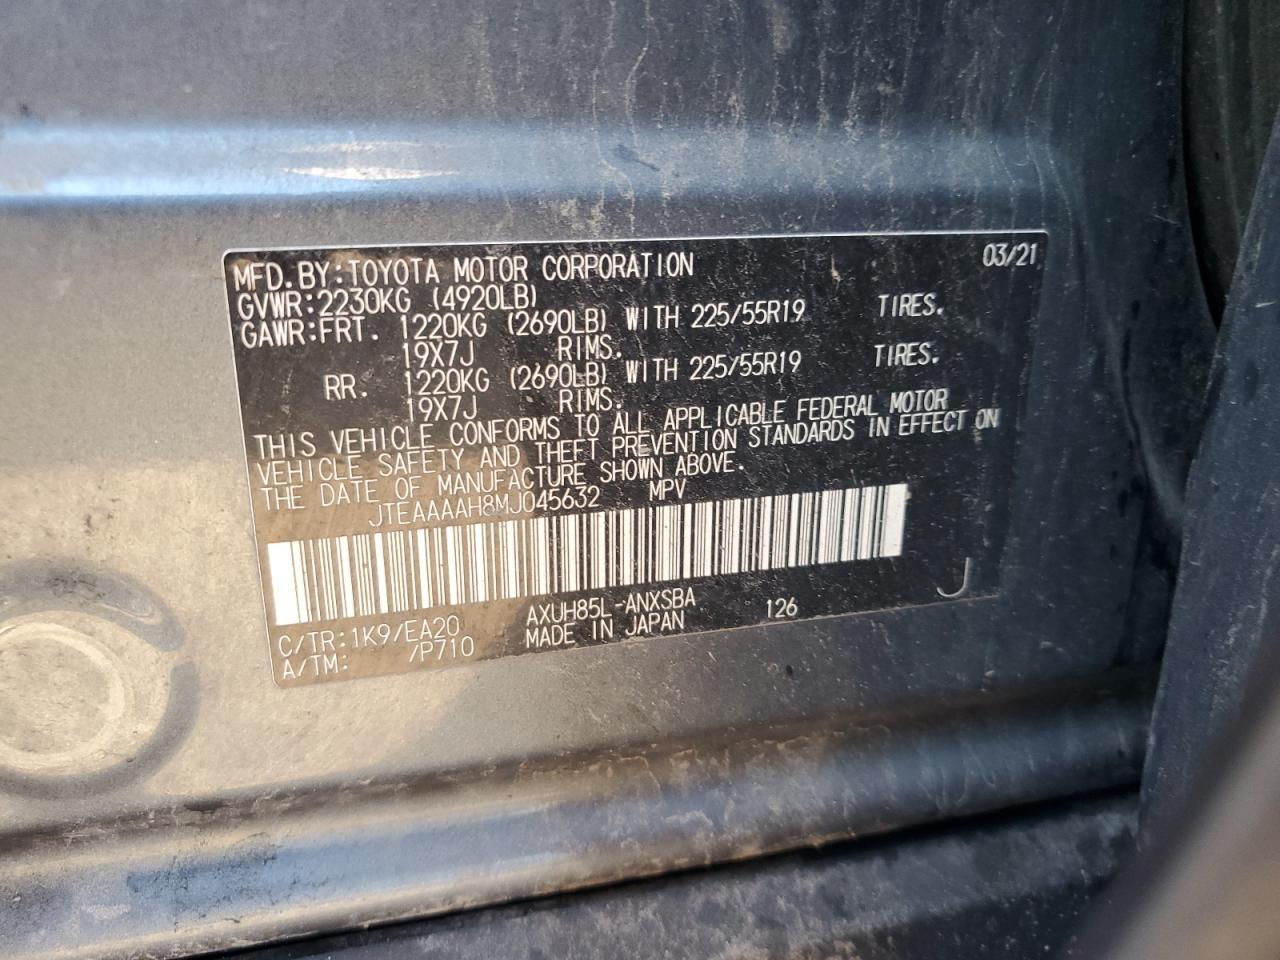 MFD.BY:TOYOTA MOTOR CORPORATION 03/21
GVWR:2230KG (4920LB)
GAWR:FRT. 1220KG (2690LB) WITH 225/55R19 TIRES.
19X7J RIMS.
RR. 1220KG (2690LB) WITH 225/55R19 TIRES.
19X7J RIMS.
THIS VEHICLE CONFORMS TO ALL APPLICABLE FEDERAL MOTOR
VEHICLE SAFETY AND THEFT PREVENTION STANDARDS IN EFFECT ON
THE DATE OF MANUFACTURE SHOWN ABOVE.
JTEAAAAH8MJ045632 MPV
C/TR:1K9/EA20 AXUH85L-ANXSBA 126 J
A/TM: /P710 MADE IN JAPAN